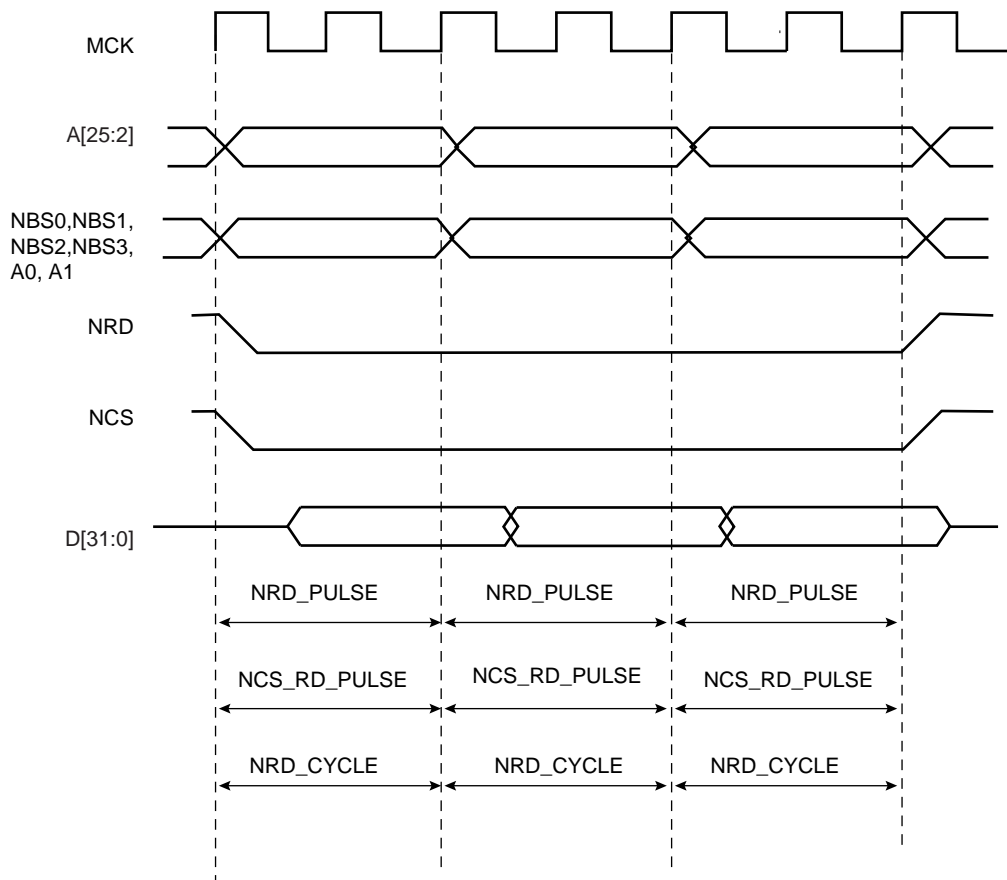 MCK
A[25:2]
NBS0,NBS1,
NBS2,NBS3,
A0, A1
NRD
NCS
D[31:0]
NRD_PULSE NRD_PULSE NRD_PULSE
NCS_RD_PULSE NCS_RD_PULSE NCS_RD_PULSE
NRD_CYCLE NRD_CYCLE NRD_CYCLE